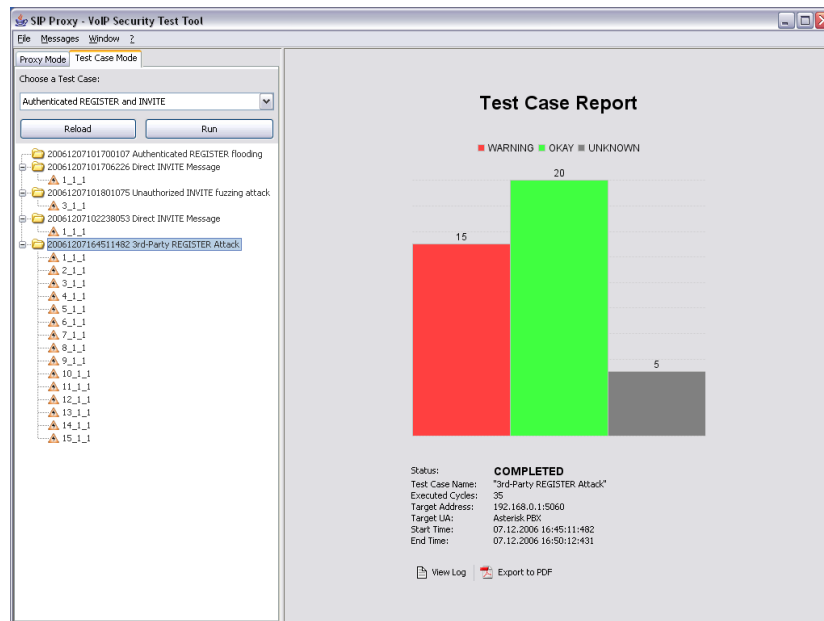 SIP Proxy - VoIP Security Test Tool
File Messages Window ?
Proxy Mode Test Case Mode
Choose a Test Case:
Authenticated REGISTER and INVITE
Reload Run
20061207101700107 Authenticated REGISTER flooding
20061207101706226 Direct INVITE Message
1_1_1
20061207101801075 Unauthorized INVITE fuzzing attack
3_1_1
20061207102238053 Direct INVITE Message
1_1_1
20061207164511482 3rd-Party REGISTER Attack
1_1_1
2_1_1
3_1_1
4_1_1
5_1_1
6_1_1
7_1_1
8_1_1
9_1_1
10_1_1
11_1_1
12_1_1
13_1_1
14_1_1
15_1_1
Test Case Report
WARNING OKAY UNKNOWN
20
15
5
Status: COMPLETED
Test Case Name: "3rd-Party REGISTER Attack"
Executed Cycles: 35
Target Address: 192.168.0.1:5060
Target UA: Asterisk PBX
Start Time: 07.12.2006 16:45:11:482
End Time: 07.12.2006 16:50:12:431
View Log Export to PDF